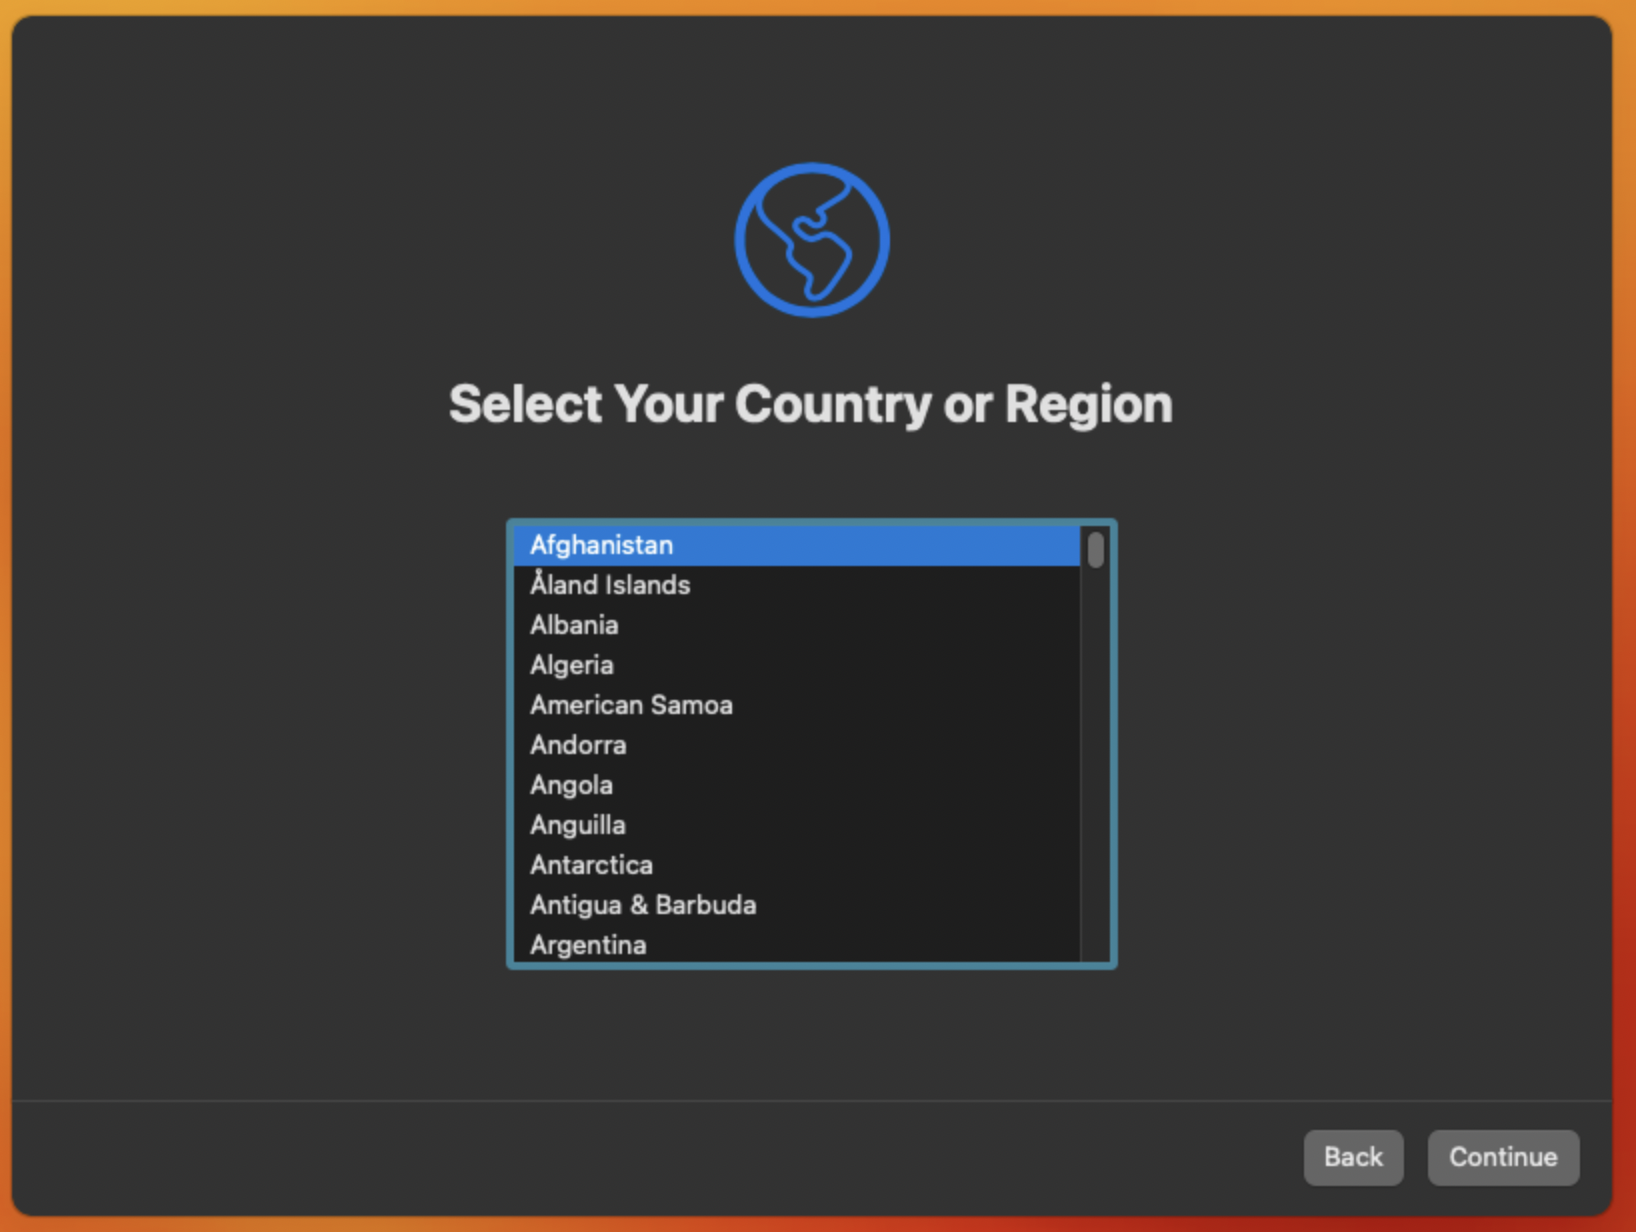 Select Your Country or Region
Afghanistan
Åland Islands
Albania
Algeria
American Samoa
Andorra
Angola
Anguilla
Antarctica
Antigua & Barbuda
Argentina
Back
Continue